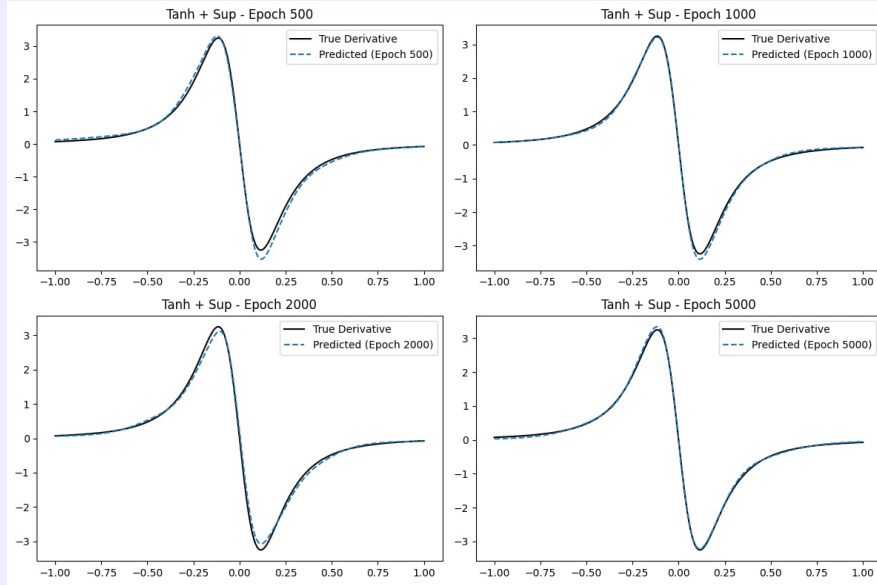 Tanh + Sup - Epoch 500
True Derivative
Predicted (Epoch 500)
3
2
1
0
−1
−2
−3
−1.00 −0.75 −0.50 −0.25 0.00 0.25 0.50 0.75 1.00
Tanh + Sup - Epoch 1000
True Derivative
Predicted (Epoch 1000)
3
2
1
0
−1
−2
−3
−1.00 −0.75 −0.50 −0.25 0.00 0.25 0.50 0.75 1.00
Tanh + Sup - Epoch 2000
True Derivative
Predicted (Epoch 2000)
3
2
1
0
−1
−2
−3
−1.00 −0.75 −0.50 −0.25 0.00 0.25 0.50 0.75 1.00
Tanh + Sup - Epoch 5000
True Derivative
Predicted (Epoch 5000)
3
2
1
0
−1
−2
−3
−1.00 −0.75 −0.50 −0.25 0.00 0.25 0.50 0.75 1.00